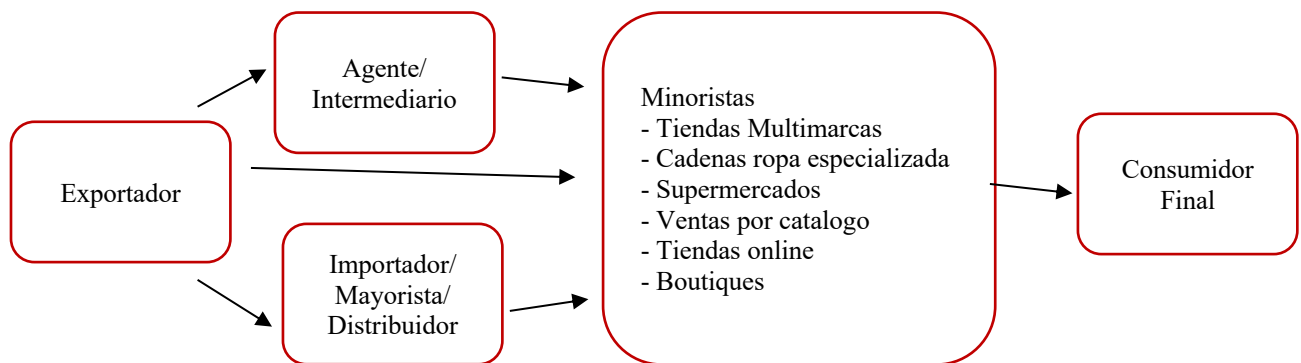 Exportador
Agente/
Intermediario
Importador/
Mayorista/
Distribuidor
Minoristas
- Tiendas Multimarcas
- Cadenas ropa especializada
- Supermercados
- Ventas por catalogo
- Tiendas online
- Boutiques
Consumidor
Final